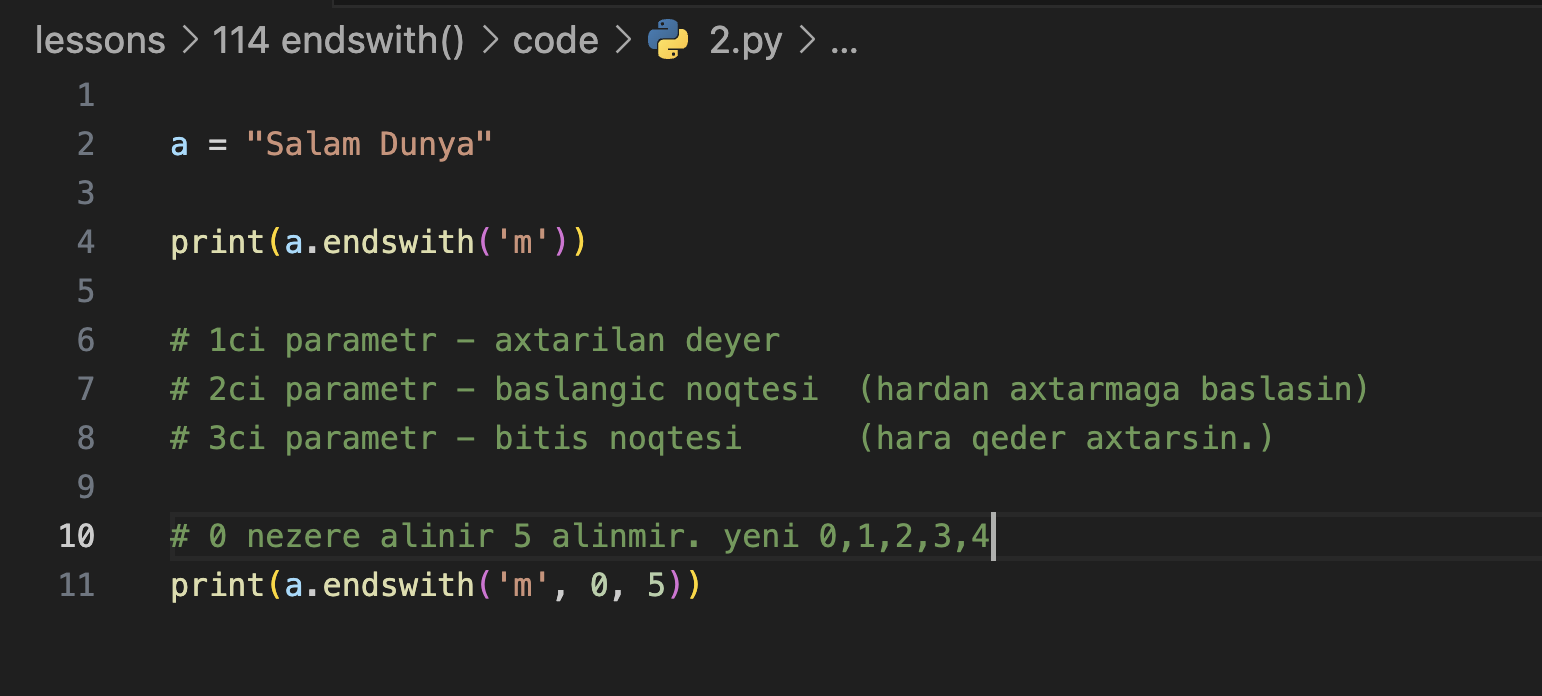 lessons > 114 endswith() > code > 2.py > ...
1
2 a = "Salam Dunya"
3
4 print(a.endswith('m'))
5
6 # 1ci parametr – axtarilan deyer
7 # 2ci parametr – baslangic noqtesi  (hardan axtarmaga baslasin)
8 # 3ci parametr – bitis noqtesi      (hara qeder axtarsin.)
9
10 # 0 nezere alinir 5 alinmir. yeni 0,1,2,3,4
11 print(a.endswith('m', 0, 5))